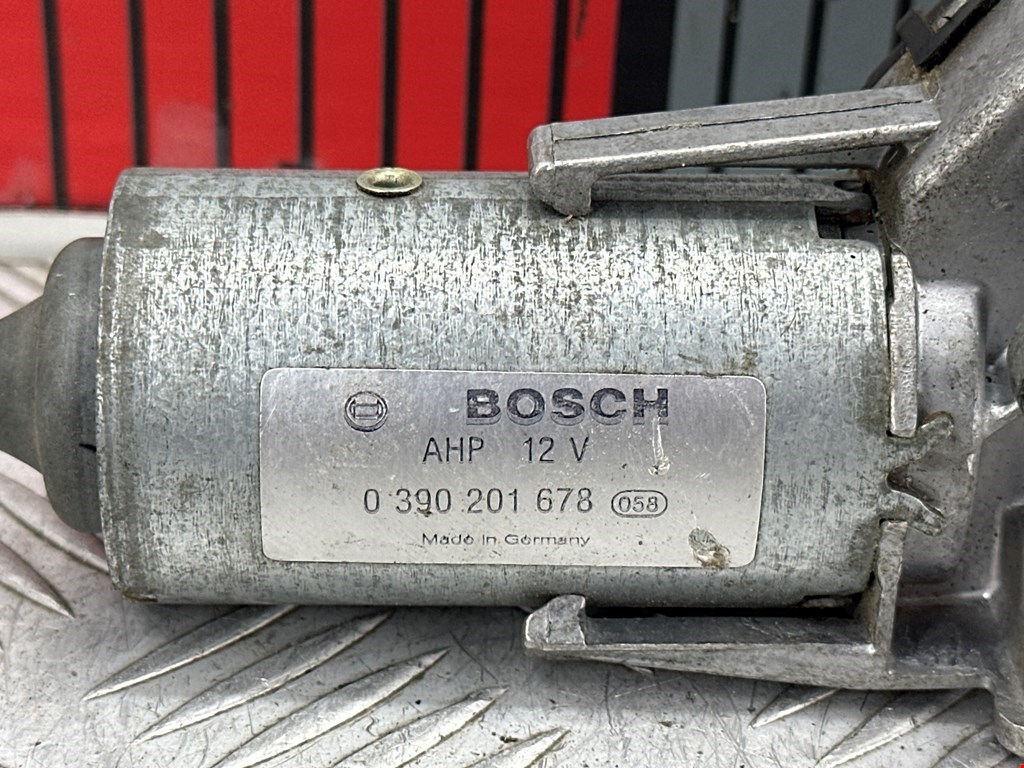 BOSCH
AHP 12 V
0 390 201 678 058
Made in Germany